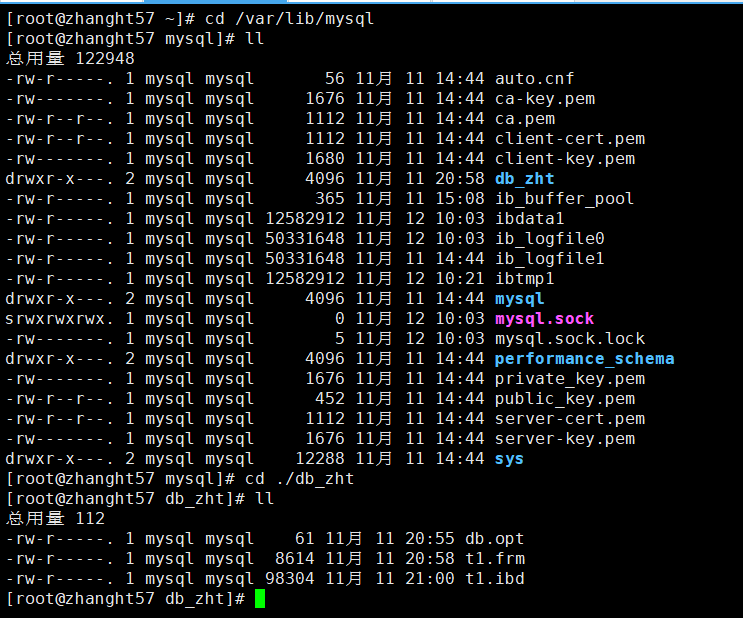 [root@zhanght57 ~]# cd /var/lib/mysql
[root@zhanght57 mysql]# ll
总用量 122948
-rw-r-----. 1 mysql mysql       56 11月 11 14:44 auto.cnf
-rw-------. 1 mysql mysql     1676 11月 11 14:44 ca-key.pem
-rw-r--r--. 1 mysql mysql     1112 11月 11 14:44 ca.pem
-rw-r--r--. 1 mysql mysql     1112 11月 11 14:44 client-cert.pem
-rw-------. 1 mysql mysql     1680 11月 11 14:44 client-key.pem
drwxr-x---. 2 mysql mysql     4096 11月 11 20:58 db_zht
-rw-r-----. 1 mysql mysql      365 11月 11 15:08 ib_buffer_pool
-rw-r-----. 1 mysql mysql 12582912 11月 12 10:03 ibdata1
-rw-r-----. 1 mysql mysql 50331648 11月 12 10:03 ib_logfile0
-rw-r-----. 1 mysql mysql 50331648 11月 11 14:44 ib_logfile1
-rw-r-----. 1 mysql mysql 12582912 11月 12 10:21 ibtmp1
drwxr-x---. 2 mysql mysql     4096 11月 11 14:44 mysql
srwxrwxrwx. 1 mysql mysql        0 11月 12 10:03 mysql.sock
-rw-------. 1 mysql mysql        5 11月 12 10:03 mysql.sock.lock
drwxr-x---. 2 mysql mysql     4096 11月 11 14:44 performance_schema
-rw-------. 1 mysql mysql     1676 11月 11 14:44 private_key.pem
-rw-r--r--. 1 mysql mysql      452 11月 11 14:44 public_key.pem
-rw-r--r--. 1 mysql mysql     1112 11月 11 14:44 server-cert.pem
-rw-------. 1 mysql mysql     1676 11月 11 14:44 server-key.pem
drwxr-x---. 2 mysql mysql    12288 11月 11 14:44 sys
[root@zhanght57 mysql]# cd ./db_zht
[root@zhanght57 db_zht]# ll
总用量 112
-rw-r-----. 1 mysql mysql    61 11月 11 20:55 db.opt
-rw-r-----. 1 mysql mysql  8614 11月 11 20:58 t1.frm
-rw-r-----. 1 mysql mysql 98304 11月 11 21:00 t1.ibd
[root@zhanght57 db_zht]#